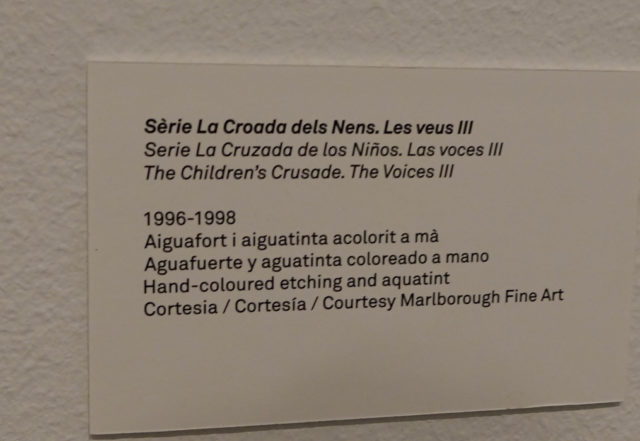 Sèrie La Croada dels Nens. Les veus III
Serie La Cruzada de los Niños. Las voces III
The Children's Crusade. The Voices III
1996-1998
Aiguafort i aiguatinta acolorit a mà
Aguafuerte y aguatinta coloreado a mano
Hand-coloured etching and aquatint
Cortesia / Cortesía / Courtesy Marlborough Fine Art